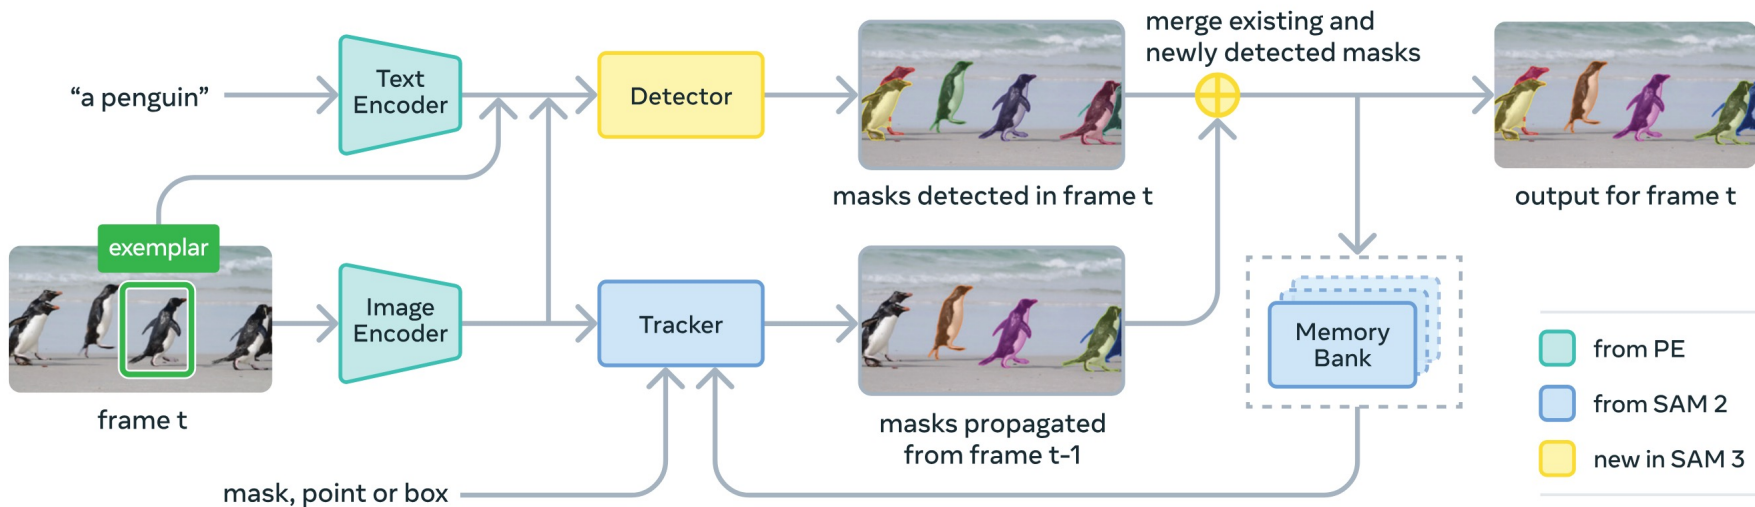 “a penguin”
Text
Encoder
Detector
masks detected in frame t
merge existing and
newly detected masks
output for frame t
exemplar
frame t
Image
Encoder
Tracker
masks propagated
from frame t-1
Memory
Bank
mask, point or box
from PE
from SAM 2
new in SAM 3